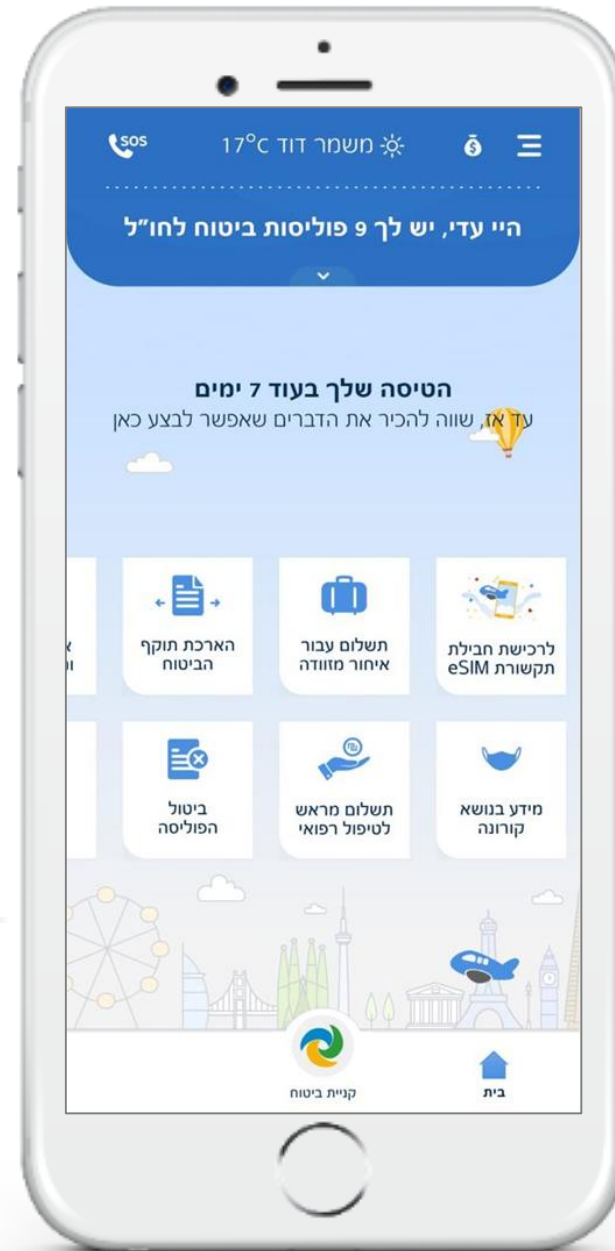 SOS
משמר דוד 17°C
היי עדי, יש לך 9 פוליסות ביטוח לחו״ל
הטיסה שלך בעוד 7 ימים
עד אז, שווה להכיר את הדברים שאפשר לבצע כאן
לרכישת חבילת
תקשורת eSIM
תשלום עבור
איחור מזוודה
הארכת תוקף
הביטוח
מידע בנושא
קורונה
תשלום מראש
לטיפול רפואי
ביטול
הפוליסה
בית
קניית ביטוח